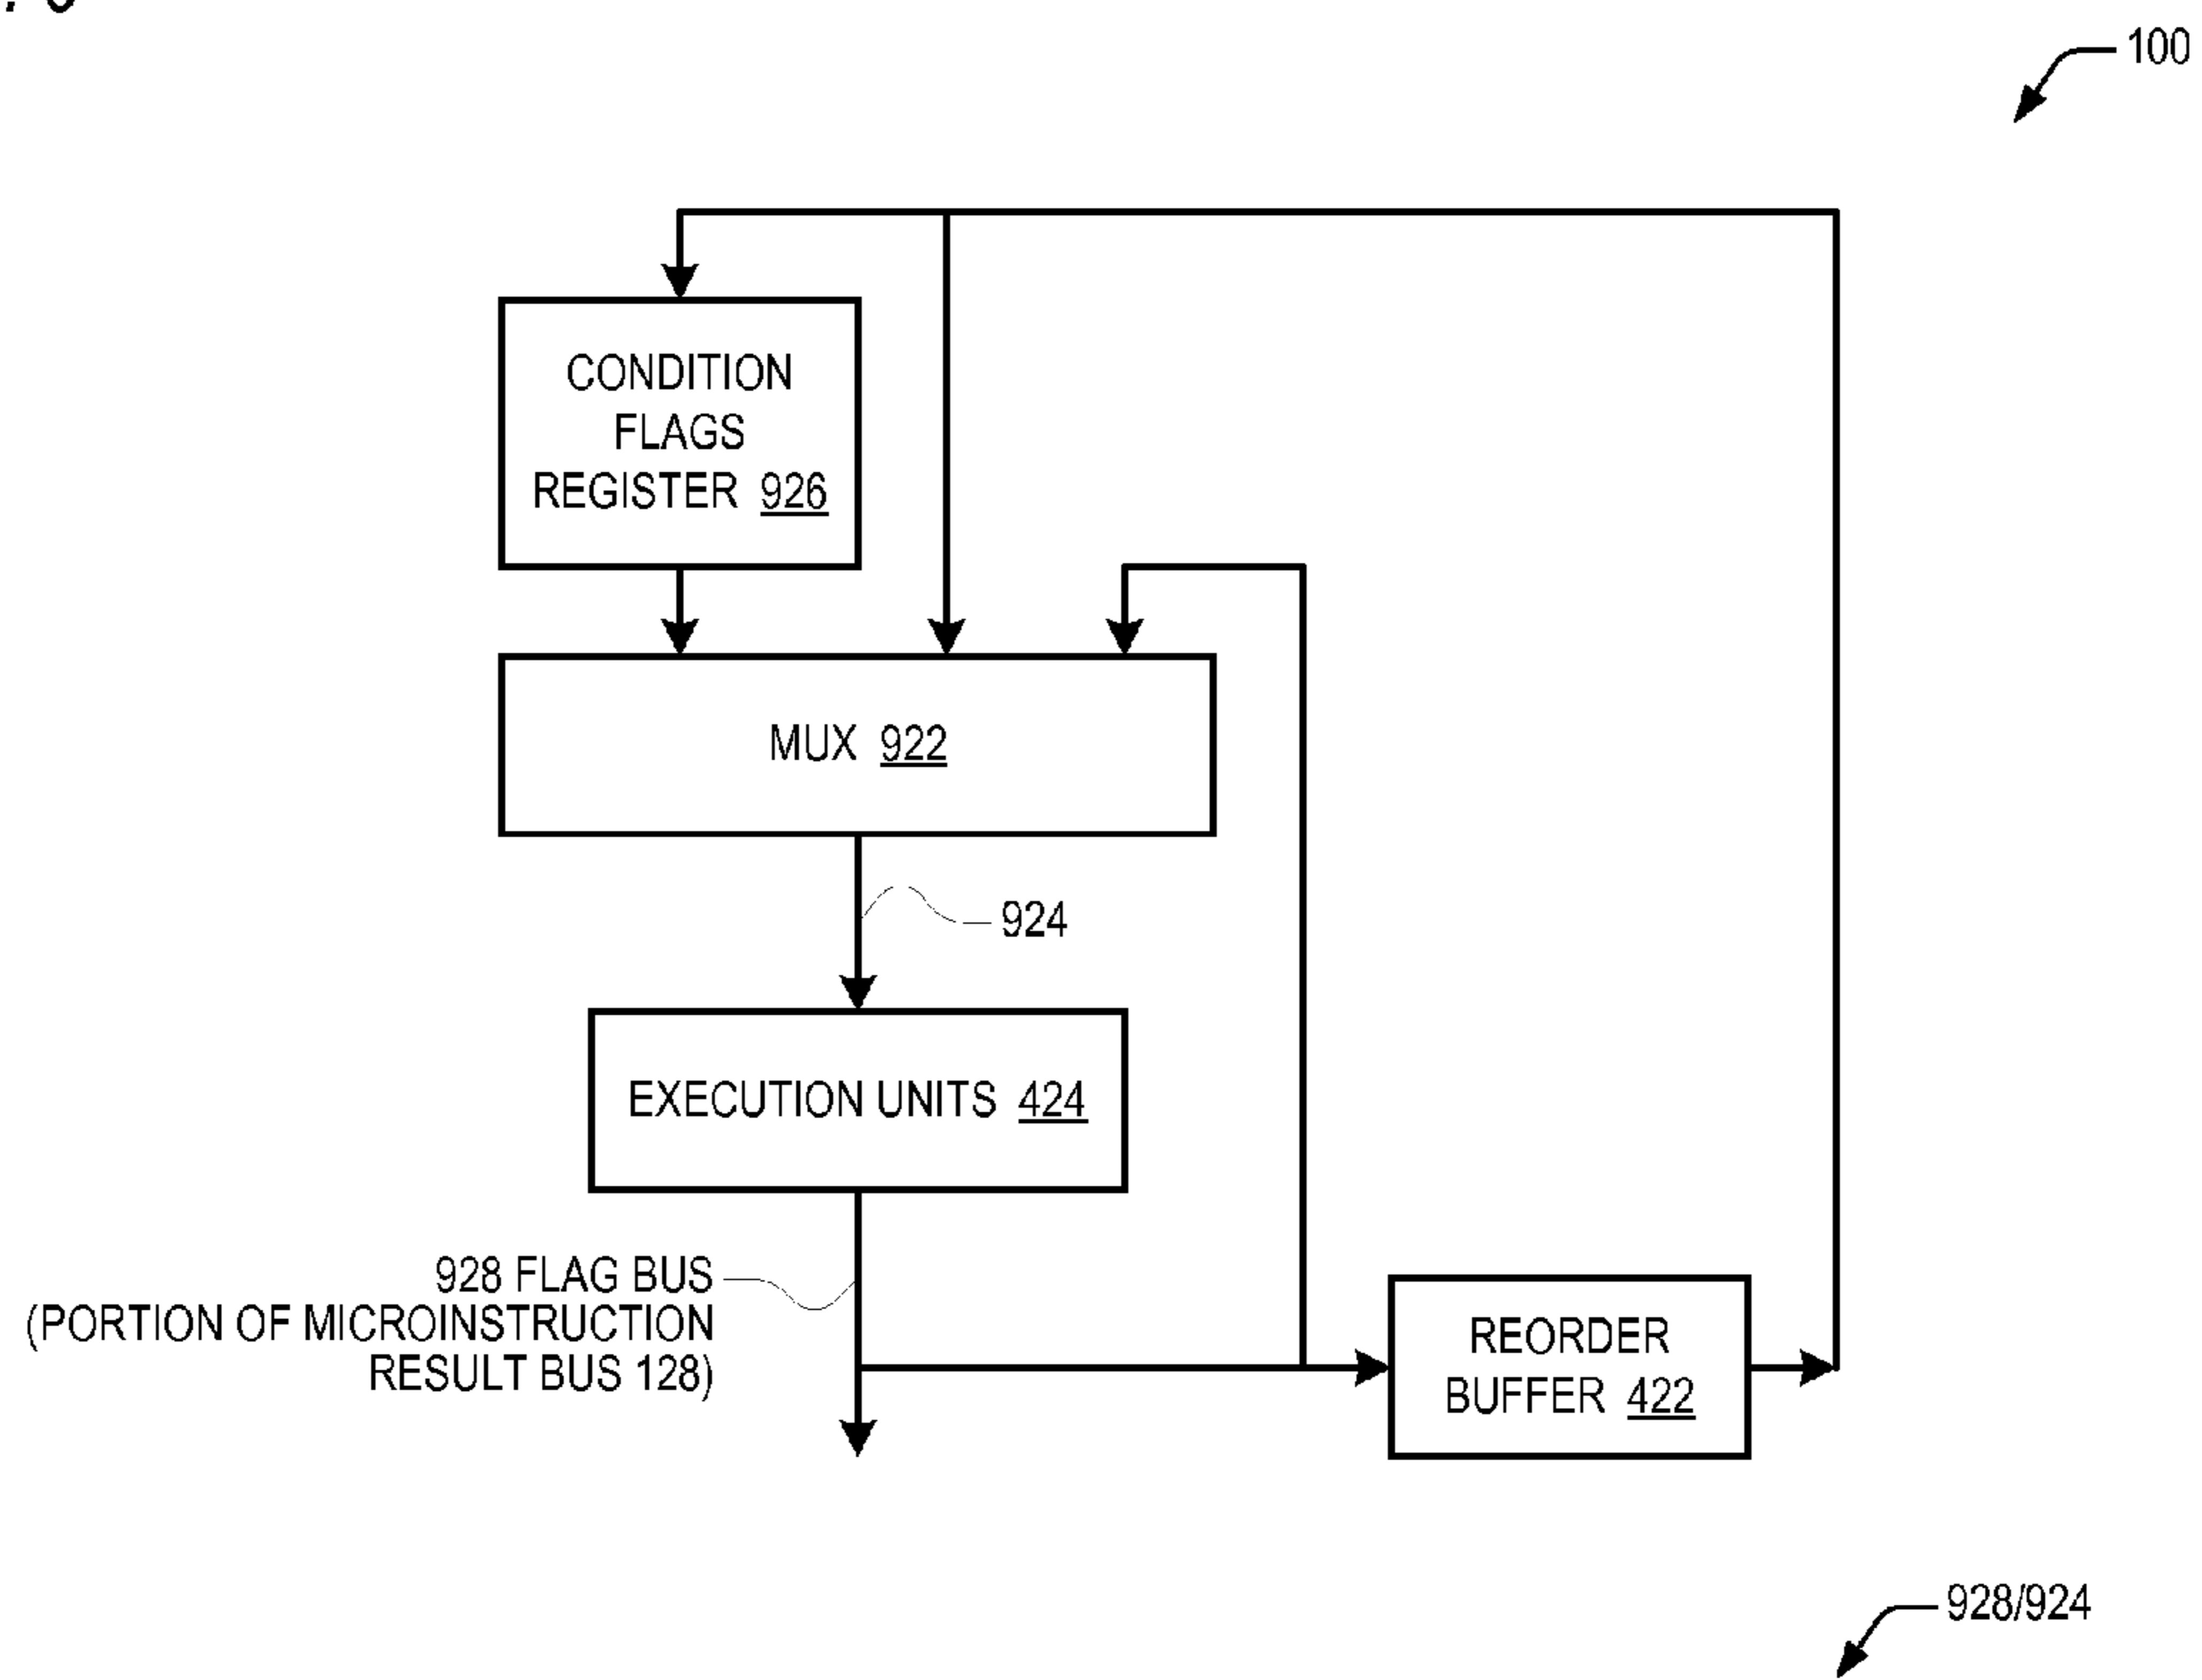 100
CONDITION
FLAGS
REGISTER 926
MUX 922
924
EXECUTION UNITS 424
928 FLAG BUS
(PORTION OF MICROINSTRUCTION
RESULT BUS 128)
REORDER
BUFFER 422
928/924